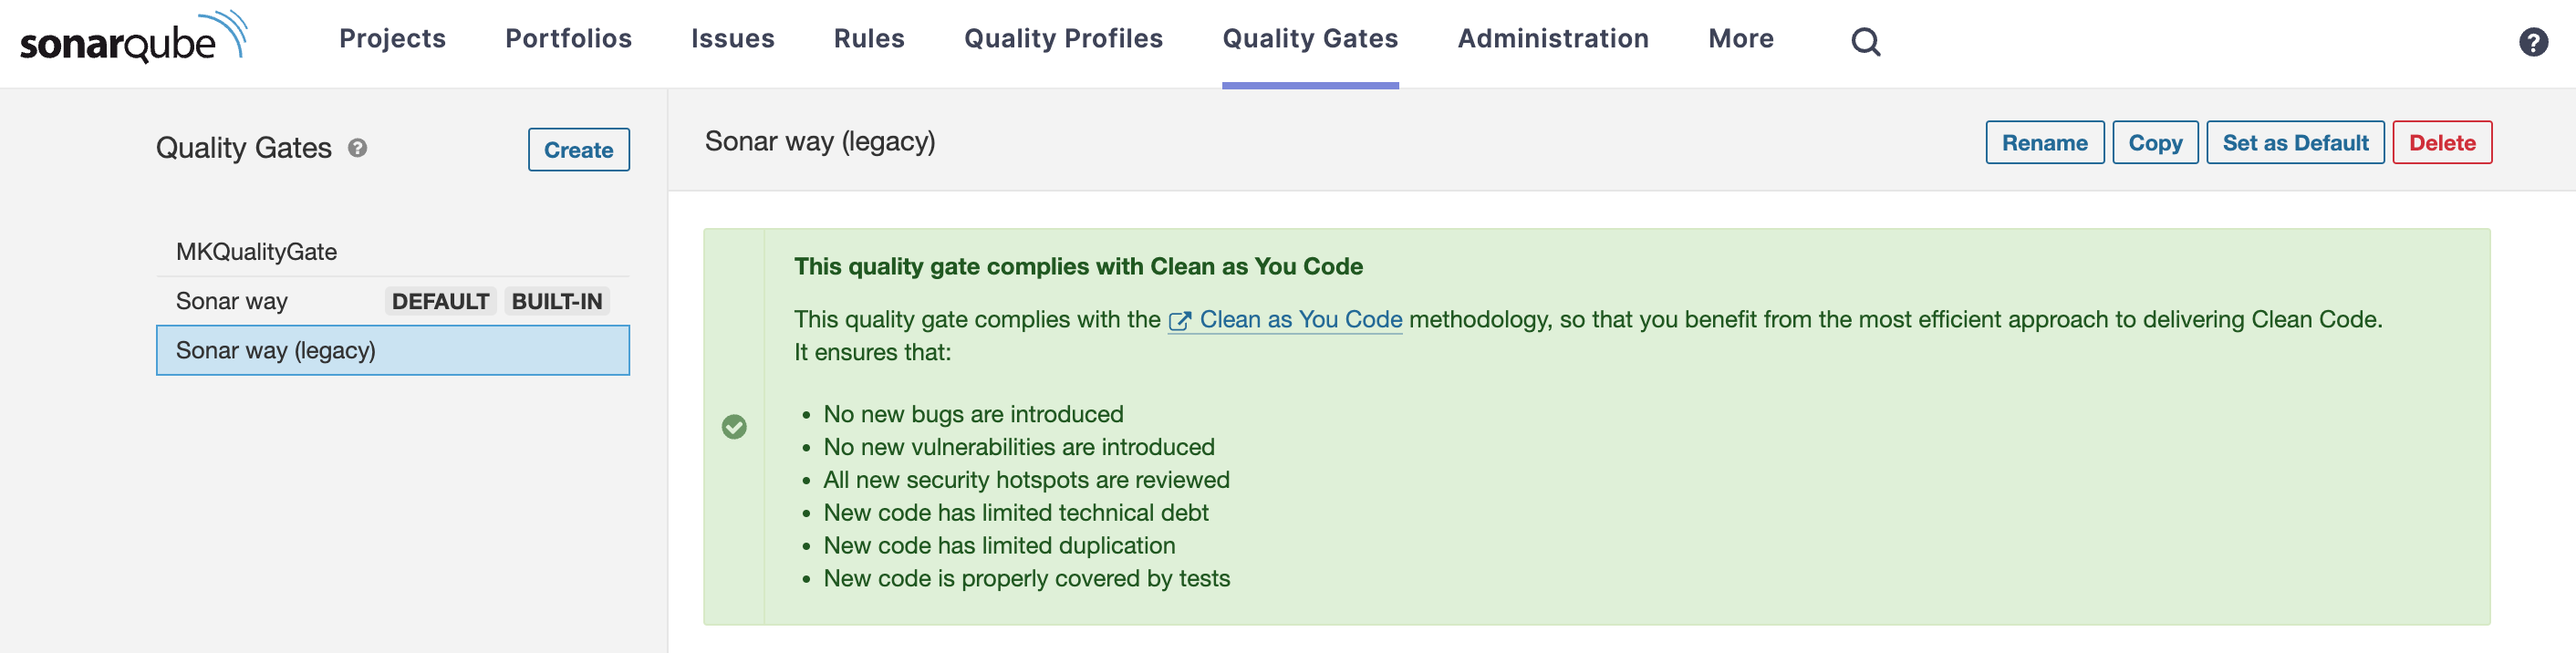 sonarqube
Projects Portfolios Issues Rules Quality Profiles Quality Gates Administration More
?
Quality Gates ?
Create
MKQualityGate
Sonar way DEFAULT BUILT-IN
Sonar way (legacy)
Sonar way (legacy)
Rename Copy Set as Default Delete
This quality gate complies with Clean as You Code
This quality gate complies with the Clean as You Code methodology, so that you benefit from the most efficient approach to delivering Clean Code.
It ensures that:
• No new bugs are introduced
• No new vulnerabilities are introduced
• All new security hotspots are reviewed
• New code has limited technical debt
• New code has limited duplication
• New code is properly covered by tests